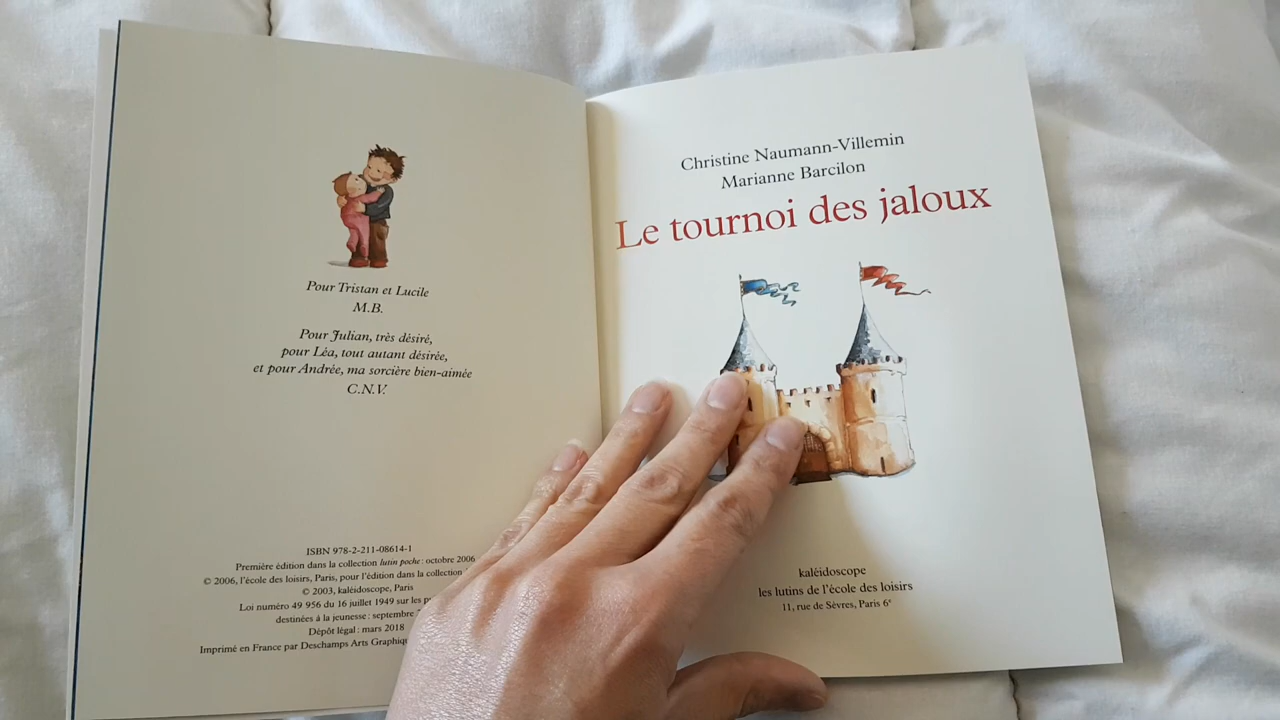 Pour Tristan et Lucile
M.B.
Pour Julian, très désiré,
pour Léa, tout autant désirée,
et pour Andrée, ma sorcière bien-aimée
C.N.V.
ISBN 978-2-211-08614-1
Première édition dans la collection lutin poche : octobre 2006
© 2006, l'école des loisirs, Paris, pour l'édition dans la collection
© 2003, kaléidoscope, Paris
Loi numéro 49 956 du 16 juillet 1949 sur les
destinées à la jeunesse : septembre
Dépôt légal : mars 2018
Imprimé en France par Deschamps Arts
Christine Naumann-Villemin
Marianne Barcilon
Le tournoi des jaloux
kaléidoscope
les lutins de l'école des loisirs
11, rue de Sèvres, Paris 6e